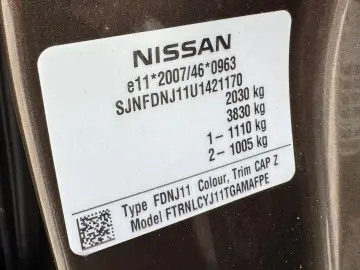 NISSAN
e11*2007/46*0963
SJNFDNJ11U1421170
2030 kg
3830 kg
1- 1110 kg
2- 1005 kg
Type FDNJ11 Colour, Trim CAP Z
Model FTRNLCYJ11TGAMAFPE